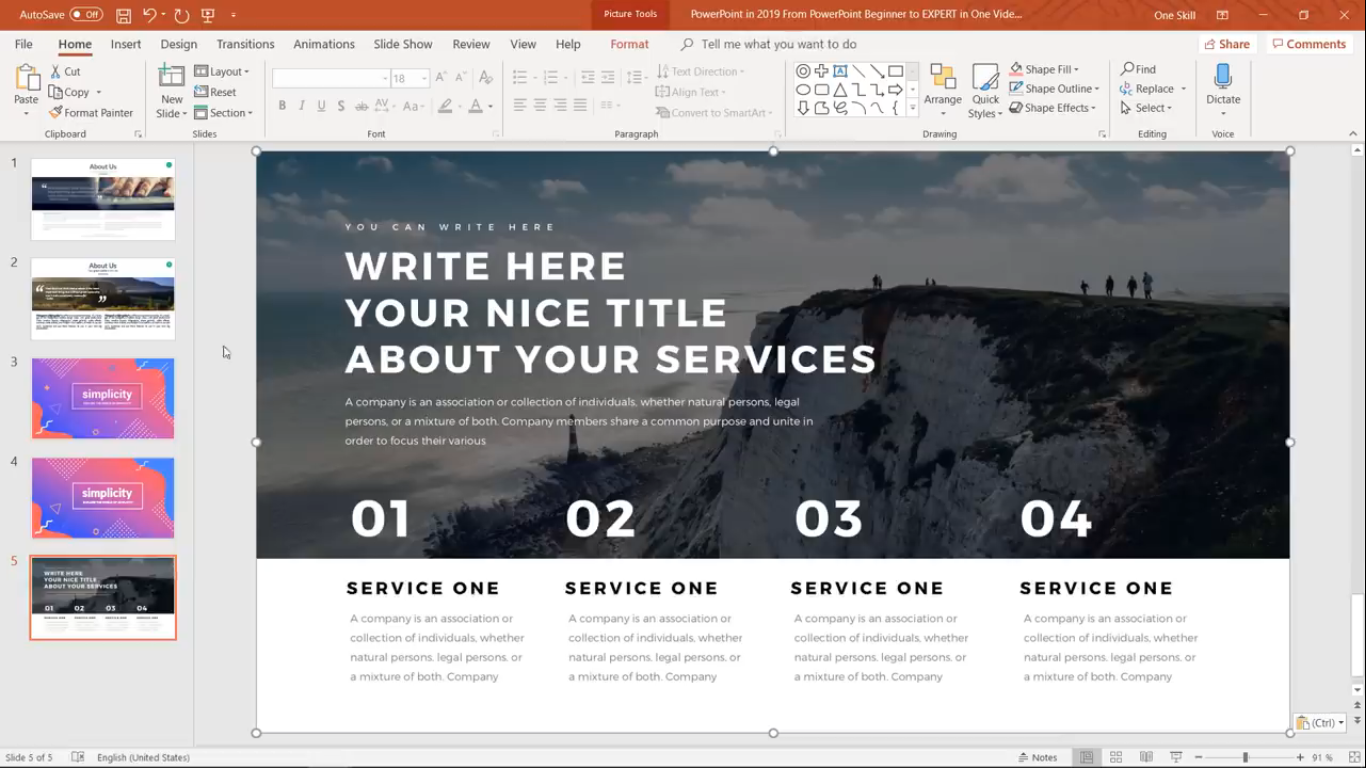 AutoSave Off
Picture Tools
PowerPoint in 2019 From PowerPoint Beginner to EXPERT in One Vide...
One Skill
File Home Insert Design Transitions Animations Slide Show Review View Help Format Tell me what you want to do
Share Comments
Paste
Cut
Copy
Format Painter
Clipboard
New Slide
Layout
Reset
Section
Slides
18
B I U S ab AV Aa A
Font
Text Direction
Align Text
Convert to SmartArt
Paragraph
Arrange
Quick Styles
Shape Fill
Shape Outline
Shape Effects
Drawing
Find
Replace
Select
Editing
Dictate
Voice
1
About Us
2
About Us
3
simplicity
4
simplicity
5
WRITE HERE
YOUR NICE TITLE
ABOUT YOUR SERVICES
01 02 03 04
YOU CAN WRITE HERE
WRITE HERE
YOUR NICE TITLE
ABOUT YOUR SERVICES
A company is an association or collection of individuals, whether natural persons, legal
persons, or a mixture of both. Company members share a common purpose and unite in
order to focus their various
01 02 03 04
SERVICE ONE SERVICE ONE SERVICE ONE SERVICE ONE
A company is an association or
collection of individuals, whether
natural persons, legal persons, or
a mixture of both. Company
A company is an association or
collection of individuals, whether
natural persons, legal persons, or
a mixture of both. Company
A company is an association or
collection of individuals, whether
natural persons, legal persons, or
a mixture of both. Company
A company is an association or
collection of individuals, whether
natural persons, legal persons, or
a mixture of both. Company
(Ctrl)
Slide 5 of 5 English (United States)
Notes
91 %